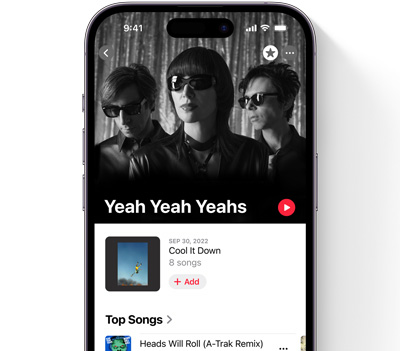 9:41
Yeah Yeah Yeahs
SEP 30, 2022
Cool It Down
8 songs
+ Add
Top Songs >
Heads Will Roll (A-Trak Remix)